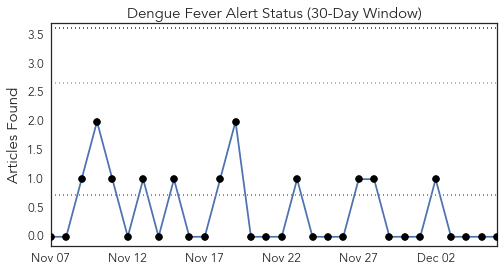 Dengue Fever Alert Status (30-Day Window)
Articles Found
3.5
3.0
2.5
2.0
1.5
1.0
0.5
0.0
Nov 07 Nov 12 Nov 17 Nov 22 Nov 27 Dec 02